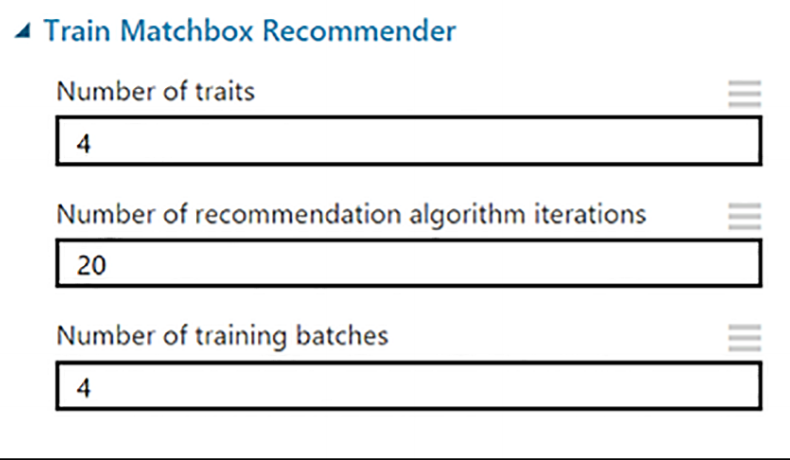 Train Matchbox Recommender
Number of traits
4
Number of recommendation algorithm iterations
20
Number of training batches
4